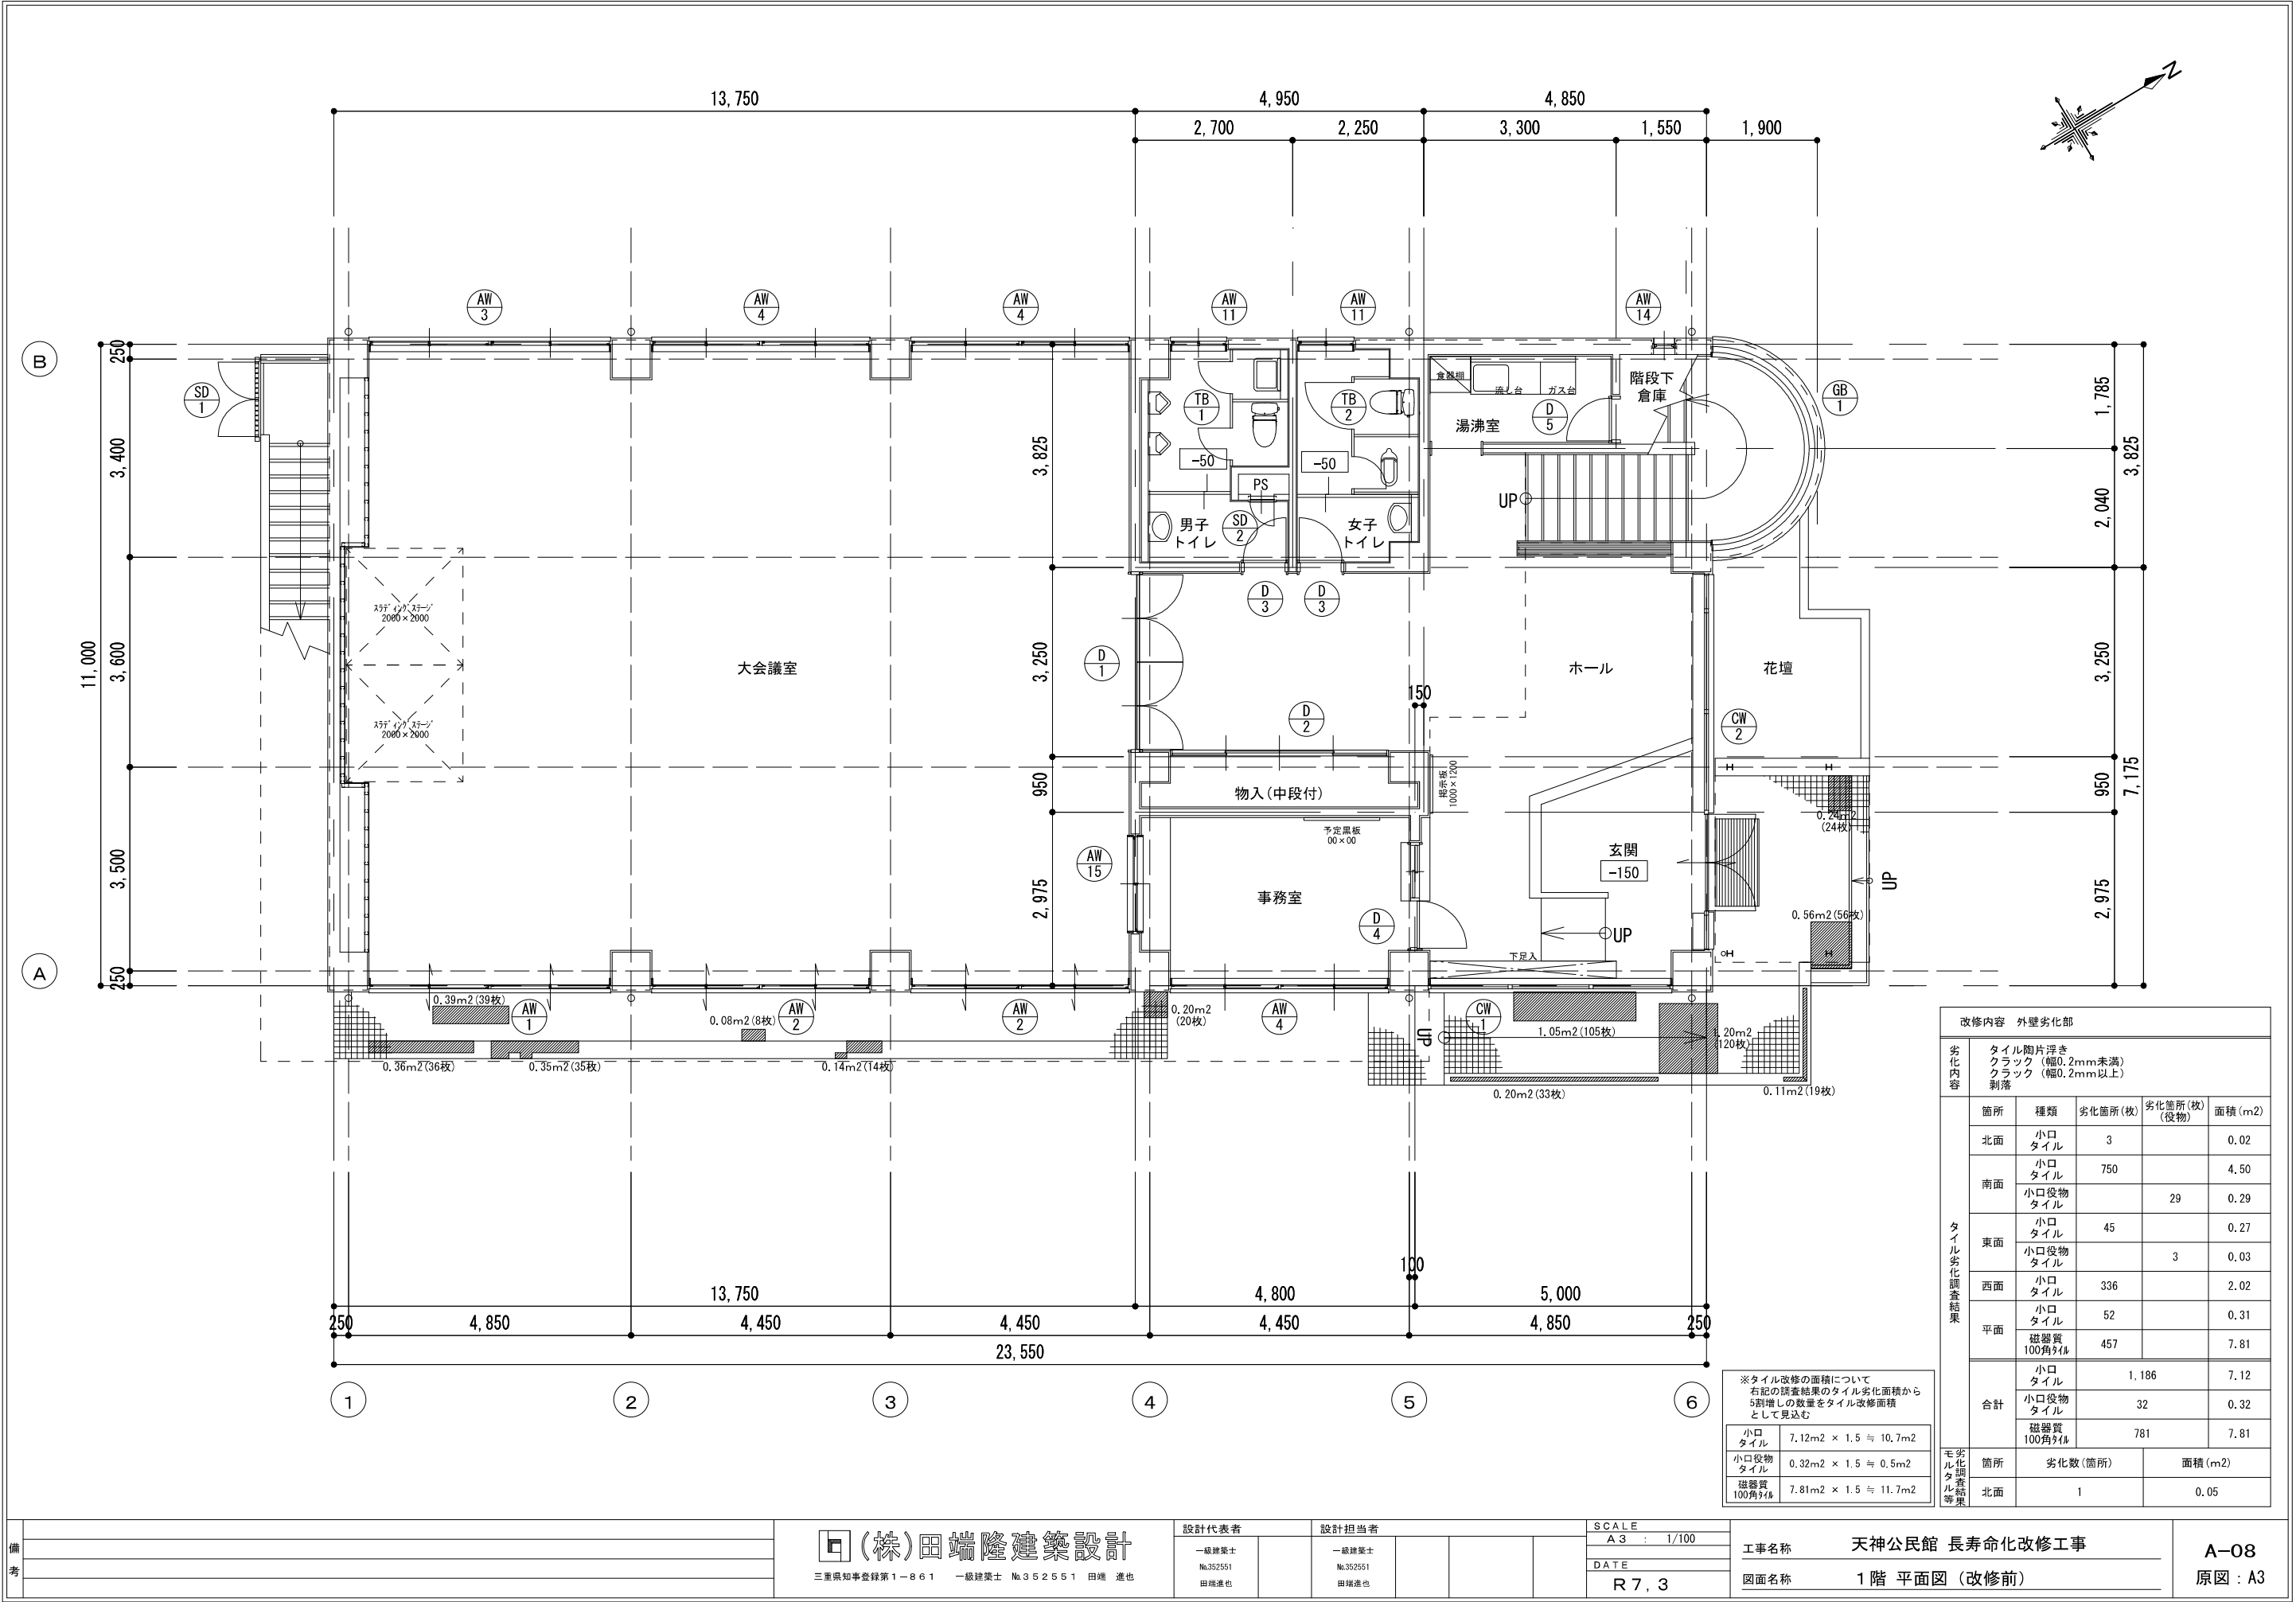 13,750
4,950
4,850
2,700
2,250
3,300
1,550
1,900
N
AW
3
AW
4
AW
4
AW
11
AW
11
AW
14
B
250
SD
1
3,400
3,825
食器棚
流し台
ガス台
階段下
倉庫
GB
1
1,785
3,825
TB
1
TB
2
湯沸室
D
5
-50
-50
PS
UP
2,040
男子
トイレ
SD
2
女子
トイレ
スライディングステージ
2000×2000
D
3
D
3
11,000
3,600
大会議室
3,250
D
1
ホール
花壇
3,250
150
D
2
CW
2
スライディングステージ
2000×2000
950
物入(中段付)
掲示板
1000×1200
950
7,175
予定黒板
00×00
0.24m2
(24枚)
3,500
AW
15
玄関
-150
UP
事務室
2,975
D
4
0.56m2(56枚)
2,975
UP
下足入
A
250
0.39m2(39枚)
AW
1
0.08m2(8枚)
AW
2
AW
2
0.20m2
(20枚)
AW
4
UP
CW
1
1.05m2(105枚)
1.20m2
(120枚)
0.36m2(36枚)
0.35m2(35枚)
0.14m2(14枚)
0.20m2(33枚)
0.11m2(19枚)
100
13,750
4,800
5,000
250
4,850
4,450
4,450
4,450
4,850
250
23,550
1
2
3
4
5
6
改修内容 外壁劣化部
劣化内容
タイル陶片浮き
クラック(幅0.2mm未満)
クラック(幅0.2mm以上)
剥落
タイル劣化調査結果
箇所 種類 劣化箇所(枚) 劣化箇所(枚)(役物) 面積(m2)
北面 小口タイル 3 0.02
南面 小口タイル 750 4.50
小口役物タイル 29 0.29
東面 小口タイル 45 0.27
小口役物タイル 3 0.03
西面 小口タイル 336 2.02
平面 小口タイル 52 0.31
磁器質100角タイル 457 7.81
合計 小口タイル 1,186 7.12
小口役物タイル 32 0.32
磁器質100角タイル 781 7.81
モルタル等劣化調査結果
箇所 劣化数(箇所) 面積(m2)
北面 1 0.05
※タイル改修の面積について
右記の調査結果のタイル劣化面積から
5割増しの数量をタイル改修面積
として見込む
小口タイル 7.12m2 × 1.5 ≒ 10.7m2
小口役物タイル 0.32m2 × 1.5 ≒ 0.5m2
磁器質100角タイル 7.81m2 × 1.5 ≒ 11.7m2
備考
(株)田端隆建築設計
三重県知事登録第1-861 一級建築士 №352551 田端 進也
設計代表者
一級建築士
№352551
田端進也
設計担当者
一級建築士
№352551
田端進也
SCALE
A3 : 1/100
DATE
R7,3
工事名称 天神公民館 長寿命化改修工事
図面名称 1階 平面図(改修前)
A-08
原図:A3